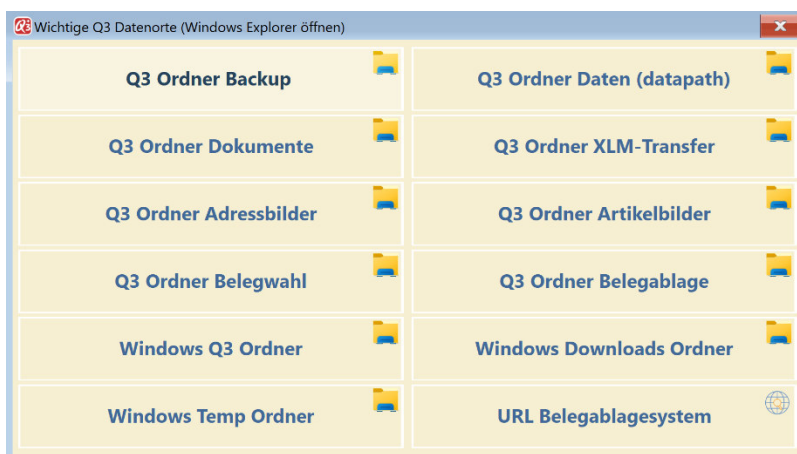 Q3 Wichtige Q3 Datenorte (Windows Explorer öffnen)
Q3 Ordner Backup
Q3 Ordner Daten (datapath)
Q3 Ordner Dokumente
Q3 Ordner XLM-Transfer
Q3 Ordner Adressbilder
Q3 Ordner Artikelbilder
Q3 Ordner Belegwahl
Q3 Ordner Belegablage
Windows Q3 Ordner
Windows Downloads Ordner
Windows Temp Ordner
URL Belegablagesystem